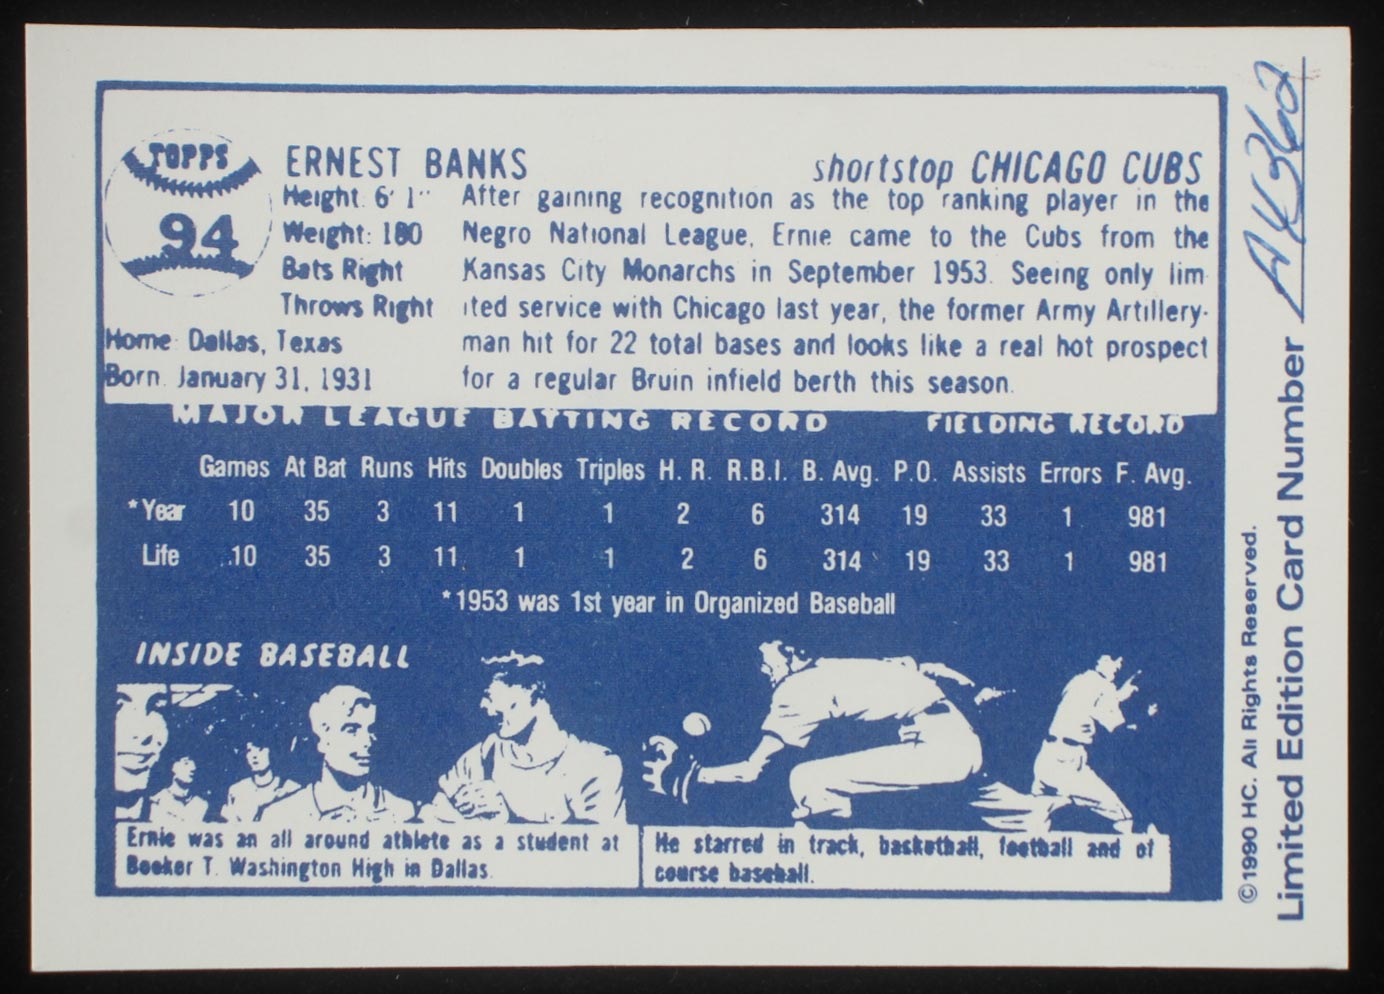 TOPPS
94
ERNEST BANKS
shortstop CHICAGO CUBS
Height: 6' 1"
Weight: 180
Bats Right
Throws Right
Home: Dallas, Texas
Born: January 31, 1931
After gaining recognition as the top ranking player in the
Negro National League, Ernie came to the Cubs from the
Kansas City Monarchs in September 1953. Seeing only lim-
ited service with Chicago last year, the former Army Artillery-
man hit for 22 total bases and looks like a real hot prospect
for a regular Bruin infield berth this season.
MAJOR LEAGUE BATTING RECORD FIELDING RECORD
Games At Bat Runs Hits Doubles Triples H. R. R.B.I. B. Avg. P.O. Assists Errors F. Avg.
*Year 10 35 3 11 1 1 2 6 314 19 33 1 981
Life 10 35 3 11 1 1 2 6 314 19 33 1 981
*1953 was 1st year in Organized Baseball
INSIDE BASEBALL
Ernie was an all around athlete as a student at
Booker T. Washington High in Dallas.
He starred in track, basketball, football and of
course baseball.
©1990 HC. All Rights Reserved.
Limited Edition Card Number